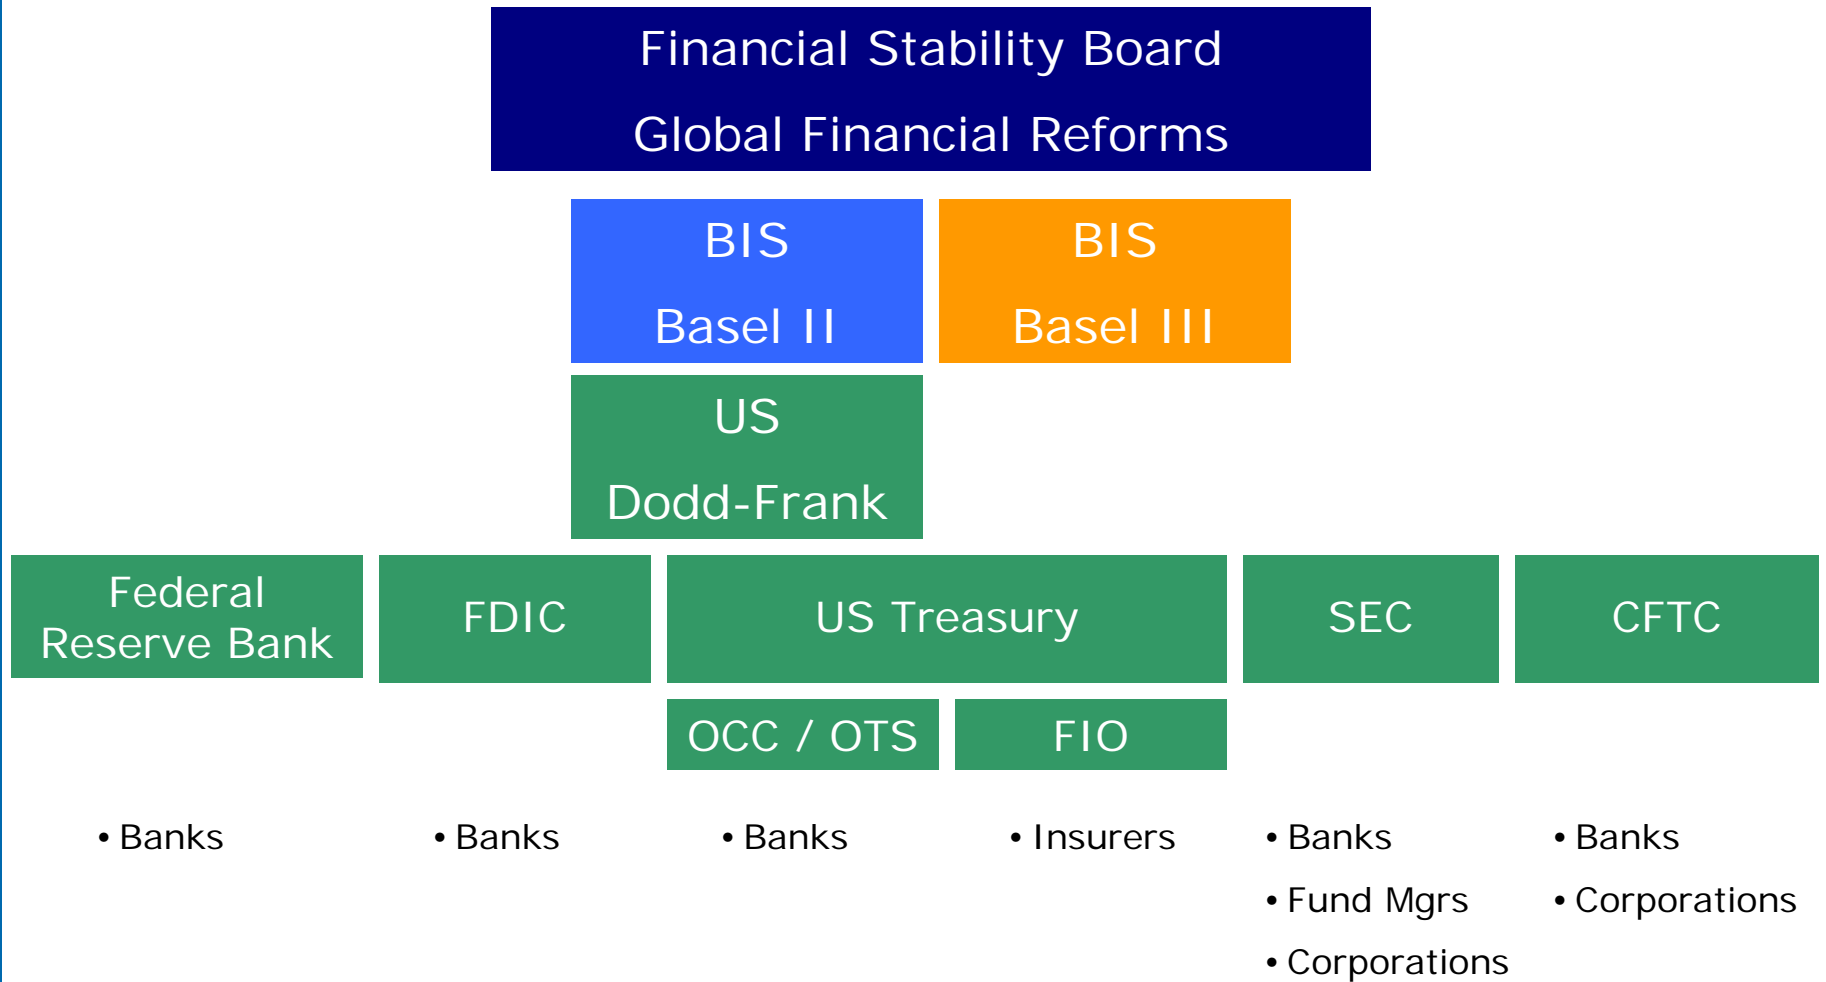 Financial Stability Board
Global Financial Reforms
BIS
Basel II
BIS
Basel III
US
Dodd-Frank
Federal
Reserve Bank
FDIC
US Treasury
SEC
CFTC
OCC / OTS
FIO
• Banks
• Banks
• Banks
• Insurers
• Banks
• Fund Mgrs
• Corporations
• Banks
• Corporations